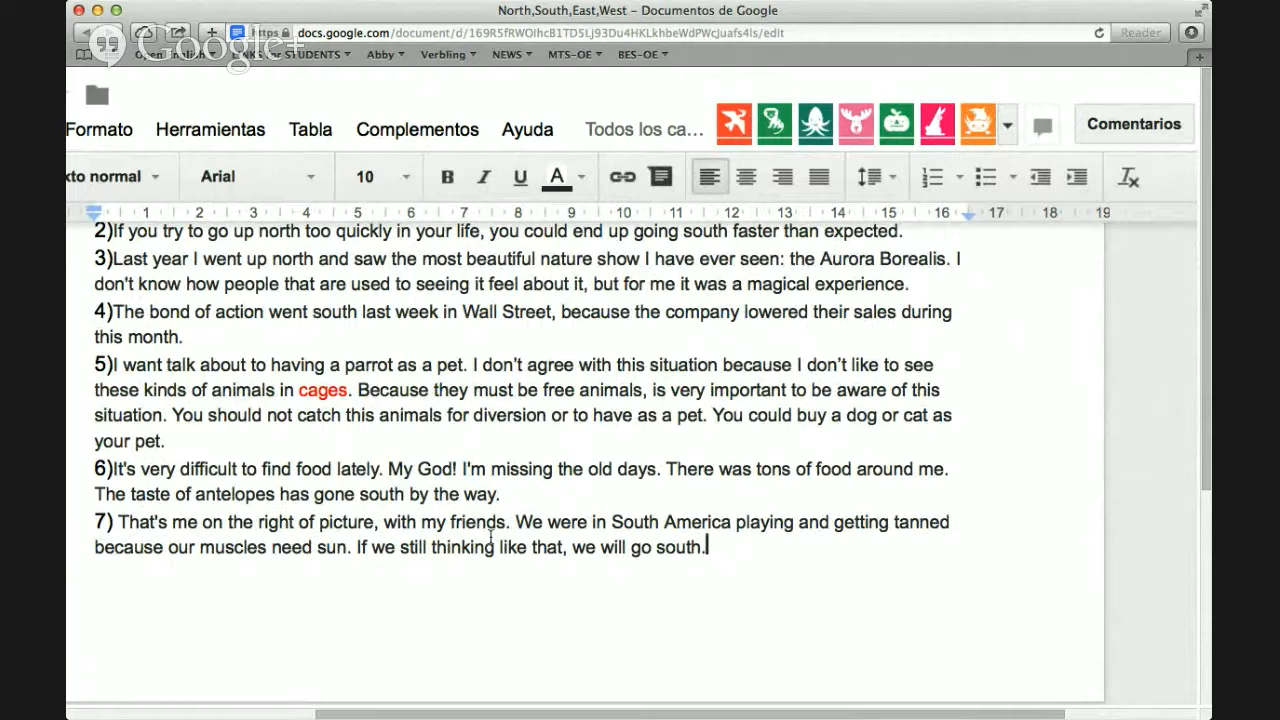 North,South,East,West – Documentos de Google
https docs.google.com/document/d/169R5fRWOlhcB1TD5Lj93Du4HKLkhbeWdPWcJuafs4ls/edit
Reader
Google+
Open English LINKS for STUDENTS Abby Verbling NEWS MTS-OE BES-OE
Formato Herramientas Tabla Complementos Ayuda Todos los ca... Comentarios
xto normal Arial 10 B I U A
1 2 3 4 5 6 7 8 9 10 11 12 13 14 15 16 17 18 19
2)If you try to go up north too quickly in your life, you could end up going south faster than expected.
3)Last year I went up north and saw the most beautiful nature show I have ever seen: the Aurora Borealis. I
don't know how people that are used to seeing it feel about it, but for me it was a magical experience.
4)The bond of action went south last week in Wall Street, because the company lowered their sales during
this month.
5)I want talk about to having a parrot as a pet. I don't agree with this situation because I don't like to see
these kinds of animals in cages. Because they must be free animals, is very important to be aware of this
situation. You should not catch this animals for diversion or to have as a pet. You could buy a dog or cat as
your pet.
6)It's very difficult to find food lately. My God! I'm missing the old days. There was tons of food around me.
The taste of antelopes has gone south by the way.
7) That's me on the right of picture, with my friends. We were in South America playing and getting tanned
because our muscles need sun. If we still thinking like that, we will go south.